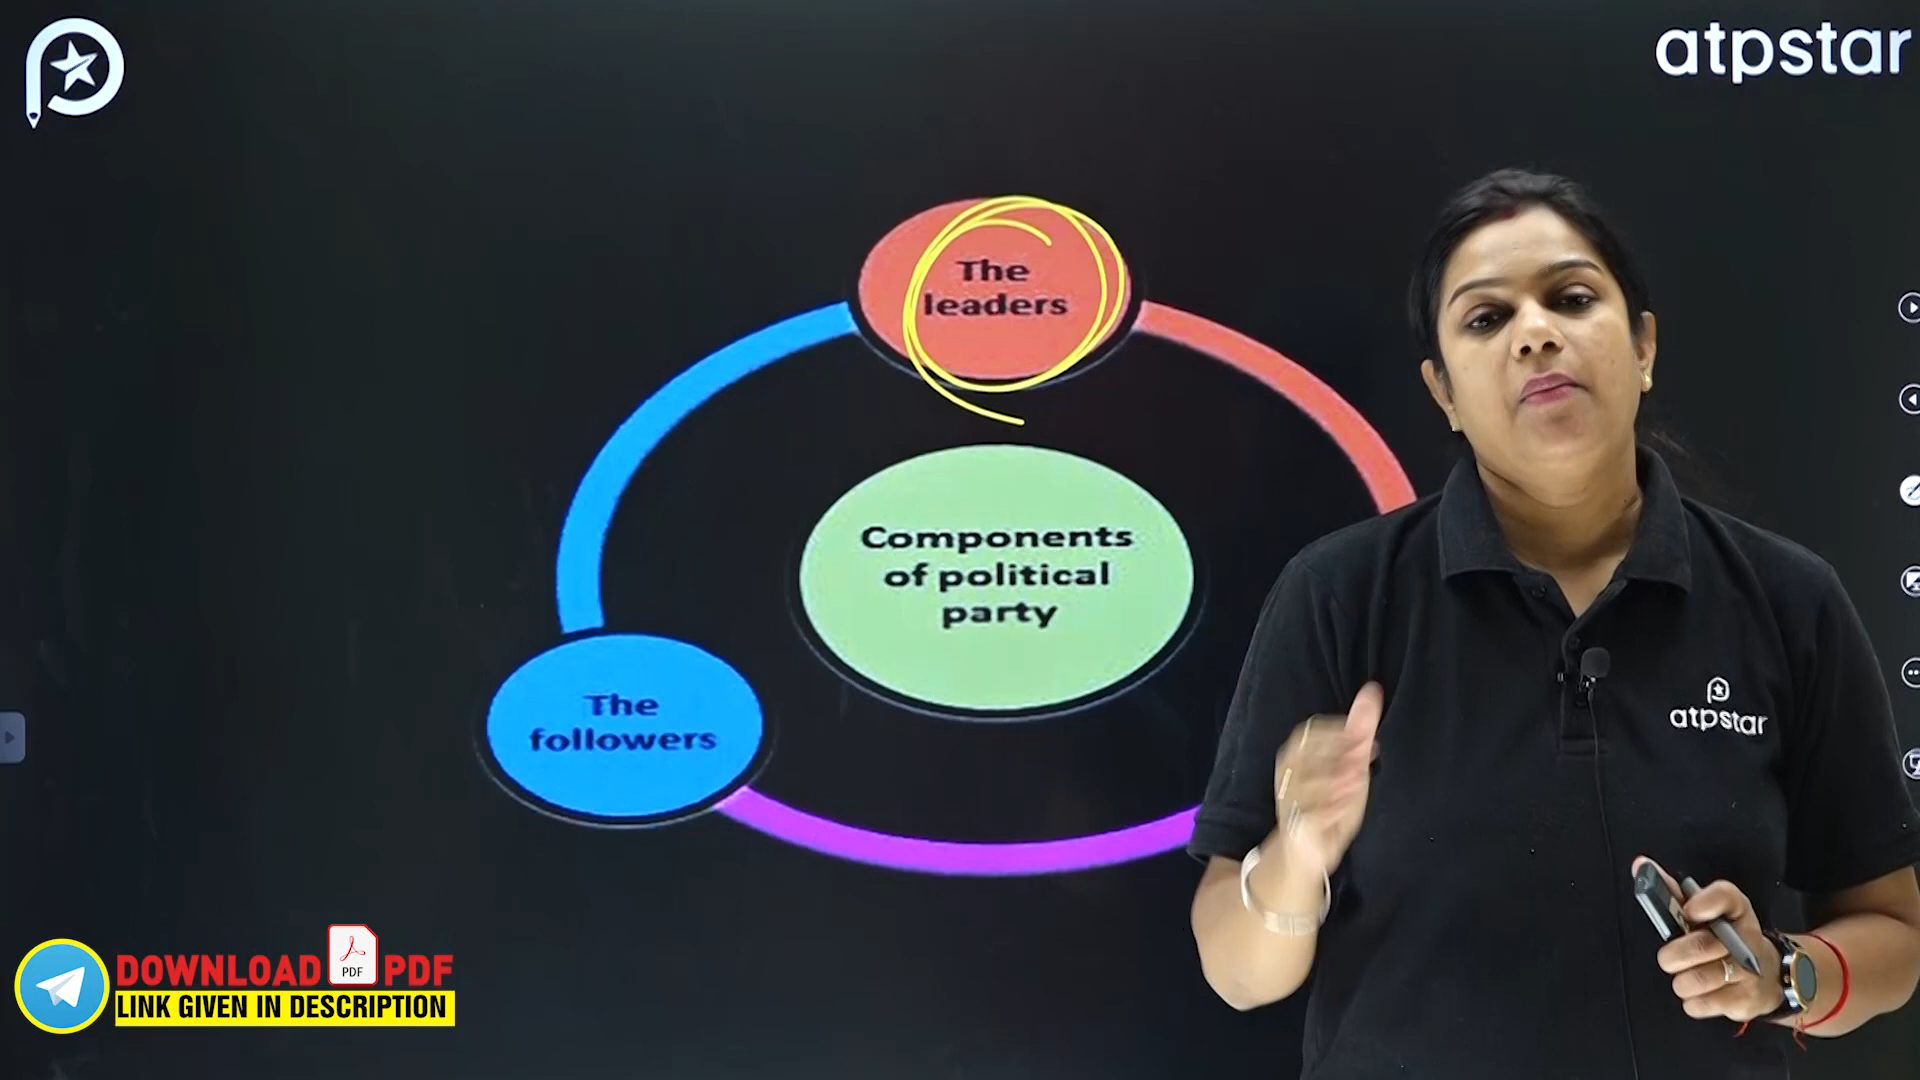 atpstar
The
leaders
Components
of political
party
The
followers
atpstar
DOWNLOAD PDF
PDF
LINK GIVEN IN DESCRIPTION